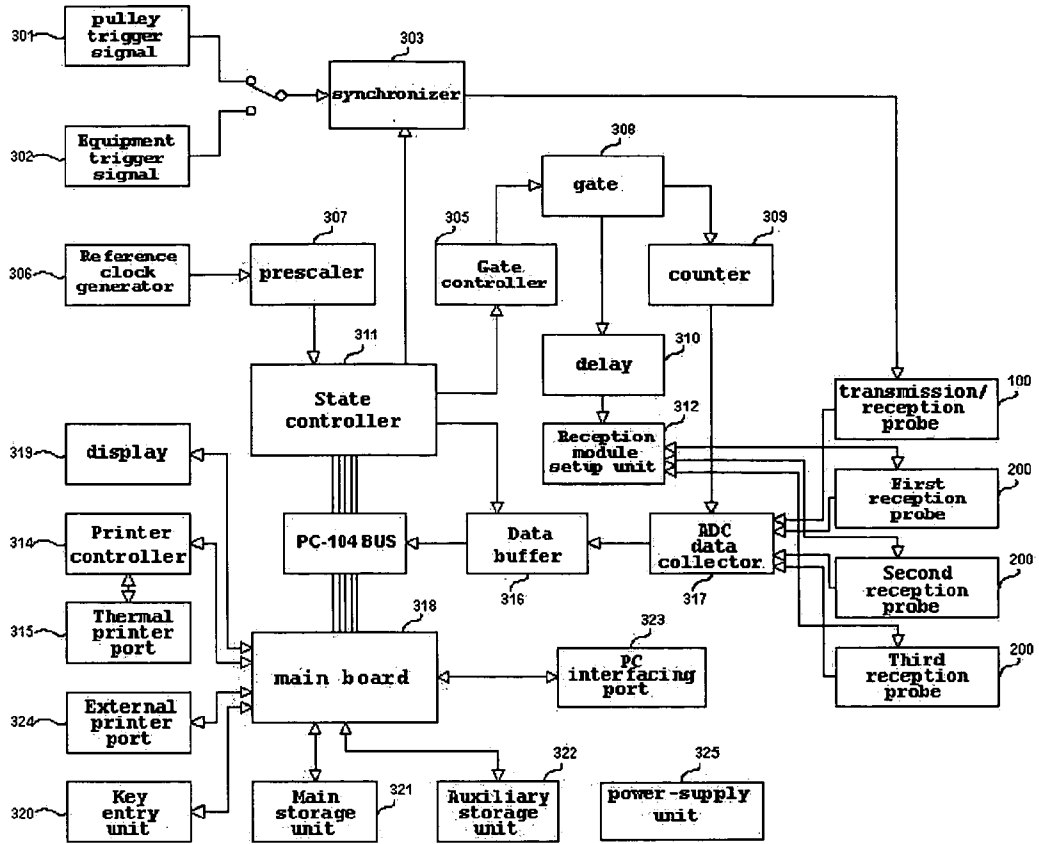 301
pulley
trigger
signal
303
synchronizer
302
Equipment
trigger
signal
308
gate
306
Reference
clock
generator
307
prescaler
305
Gate
controller
309
counter
311
State
controller
310
delay
312
Reception
module
setup unit
100
transmission/
reception
probe
319
display
200
First
reception
probe
314
Printer
controller
PC-104 BUS
Data
buffer
316
ADC
data
collector
317
200
Second
reception
probe
315
Thermal
printer
port
318
main board
323
PC
interfacing
port
200
Third
reception
probe
324
External
printer
port
320
Key
entry
unit
Main
storage
unit
321
322
Auxiliary
storage
unit
325
power-supply
unit